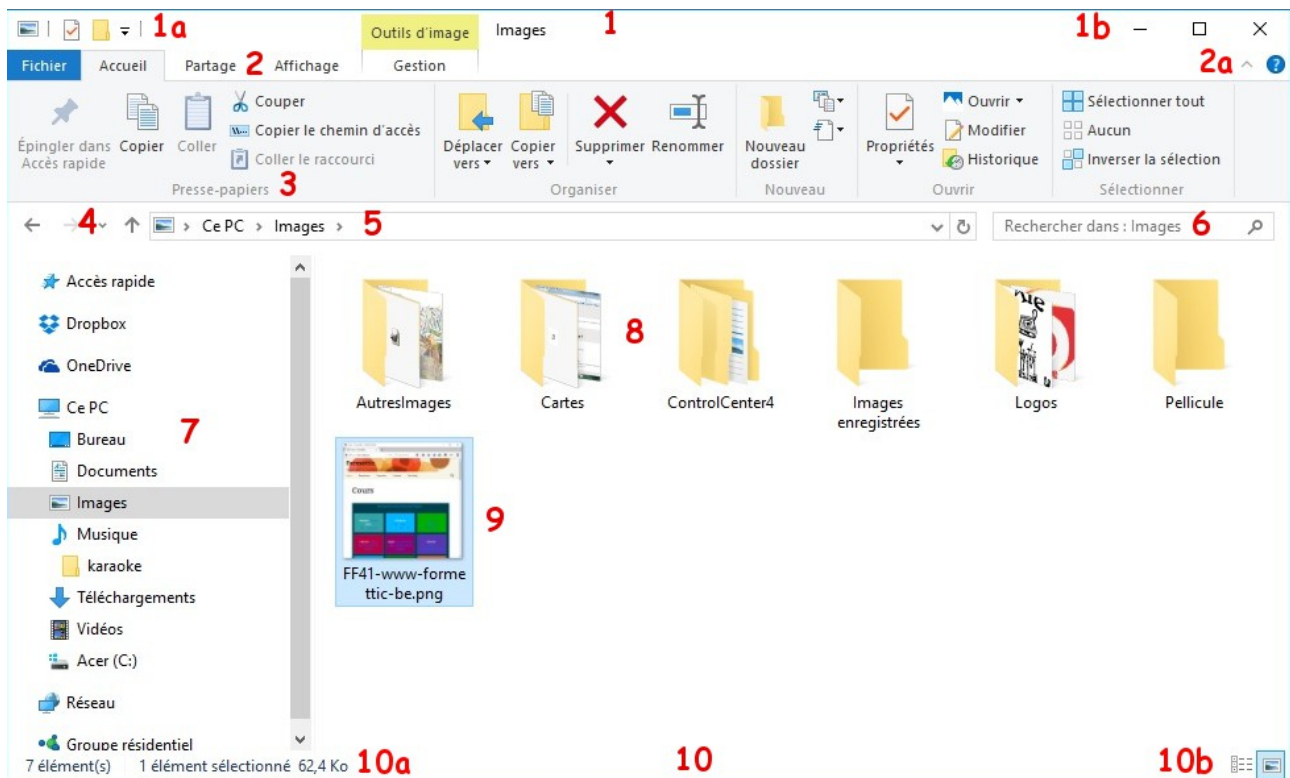 1a
Outils d'image
Images
1
1b
Fichier
Accueil
Partage
2
Affichage
Gestion
2a
Épingler dans
Accès rapide
Copier
Coller
Couper
Copier le chemin d'accès
Coller le raccourci
Presse-papiers
3
Déplacer
vers
Copier
vers
Supprimer
Renommer
Organiser
Nouveau
dossier
Nouveau
Propriétés
Ouvrir
Modifier
Historique
Ouvrir
Sélectionner tout
Aucun
Inverser la sélection
Sélectionner
4
Ce PC > Images >
5
Rechercher dans : Images
6
Accès rapide
Dropbox
OneDrive
Ce PC
Bureau
7
Documents
Images
Musique
karaoke
Téléchargements
Vidéos
Acer (C:)
Réseau
Groupe résidentiel
8
AutresImages
Cartes
ControlCenter4
Images
enregistrées
Logos
Pellicule
Cours
9
FF41-www-forme
ttic-be.png
7 élément(s)
1 élément sélectionné 62,4 Ko
10a
10
10b